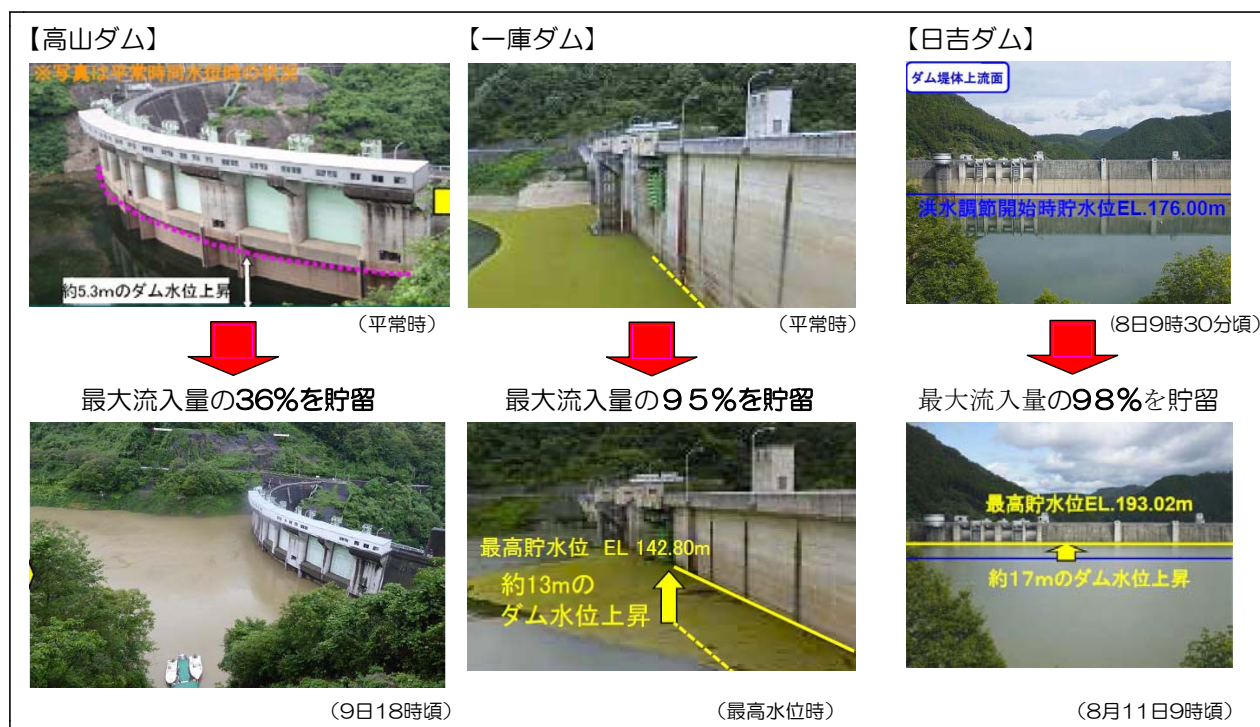 【高山ダム】
※写真は平常時同水位時の状況
約5.3mのダム水位上昇
（平常時）
最大流入量の36%を貯留
（9日18時頃）
【一庫ダム】
（平常時）
最大流入量の９５%を貯留
最高貯水位 EL 142.80m
約13mの
ダム水位上昇
（最高水位時）
【日吉ダム】
ダム堤体上流面
洪水調節開始時貯水位EL.176.00m
(8日9時30分頃)
最大流入量の98%を貯留
最高貯水位EL.193.02m
約17mのダム水位上昇
（8月11日9時頃）